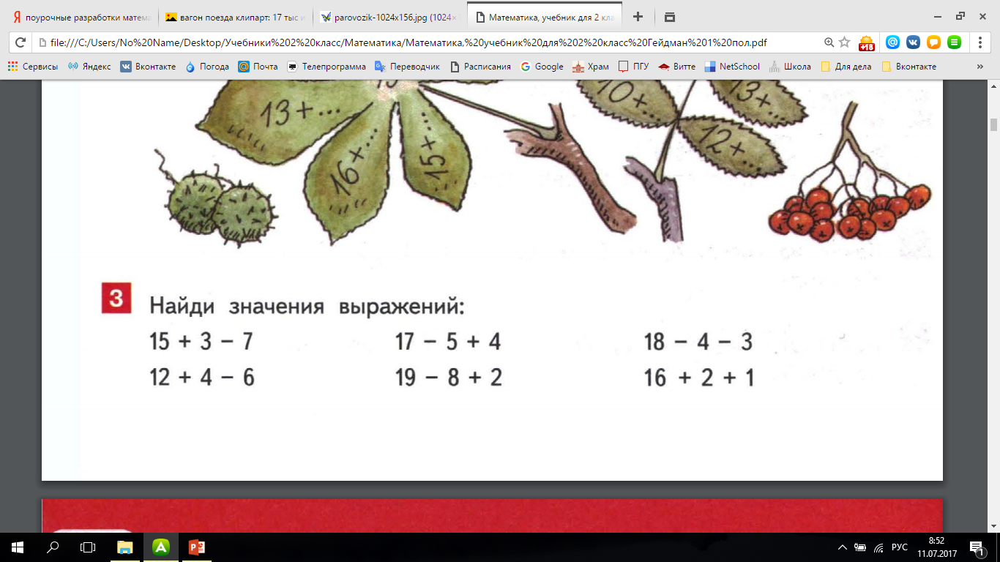 поурочные разработки матема
вагон поезда клипарт: 17 тыс и
parovozik-1024x156.jpg (1024×
Математика, учебник для 2 кла
file:///C:/Users/No%20Name/Desktop/Учебники%202%20класс/Математика/Математика,%20учебник%20для%202%20класс%20Гейдман%201%20пол.pdf
+18
Сервисы Яндекс Вконтакте Погода Почта Телепрограмма Переводчик Расписания Google Храм ПГУ Витте NetSchool Школа Для дела Вконтакте »
13+...
16+...
15+...
10+...
13+...
12+...
3 Найди значения выражений:
15 + 3 – 7 17 – 5 + 4 18 – 4 – 3
12 + 4 – 6 19 – 8 + 2 16 + 2 + 1
РУС
8:52
11.07.2017
1